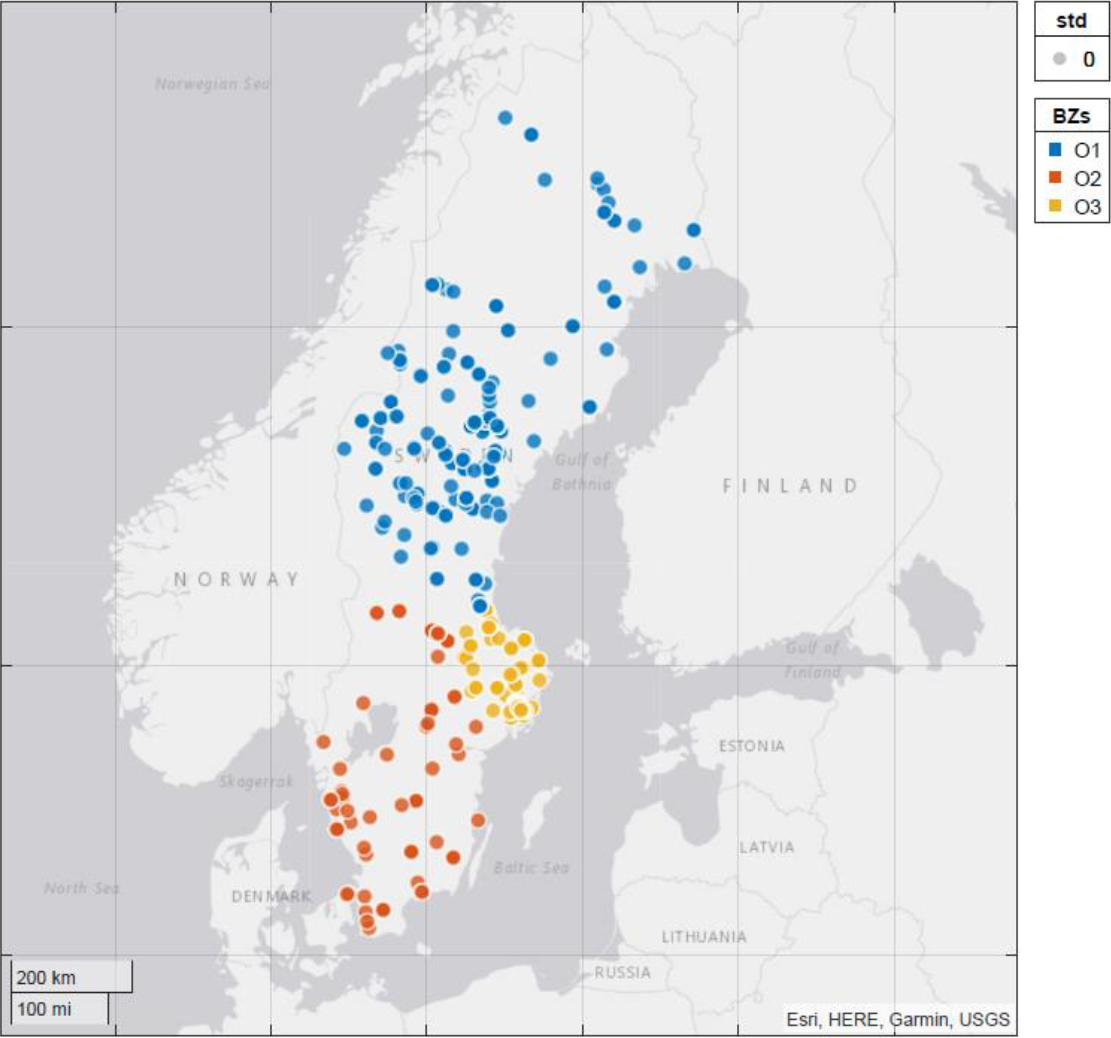 std
0
BZs
O1
O2
O3
Norwegian Sea
SWEDEN
Gulf of
Bothnia
FINLAND
NORWAY
Gulf of
Finland
ESTONIA
Skagerrak
LATVIA
Baltic Sea
North Sea
DENMARK
LITHUANIA
RUSSIA
200 km
100 mi
Esri, HERE, Garmin, USGS